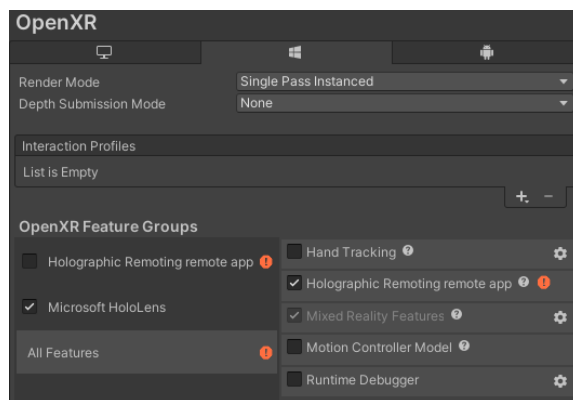 OpenXR
Render Mode Single Pass Instanced
Depth Submission Mode None
Interaction Profiles
List is Empty
OpenXR Feature Groups
Holographic Remoting remote app
Microsoft HoloLens
All Features
Hand Tracking
Holographic Remoting remote app
Mixed Reality Features
Motion Controller Model
Runtime Debugger